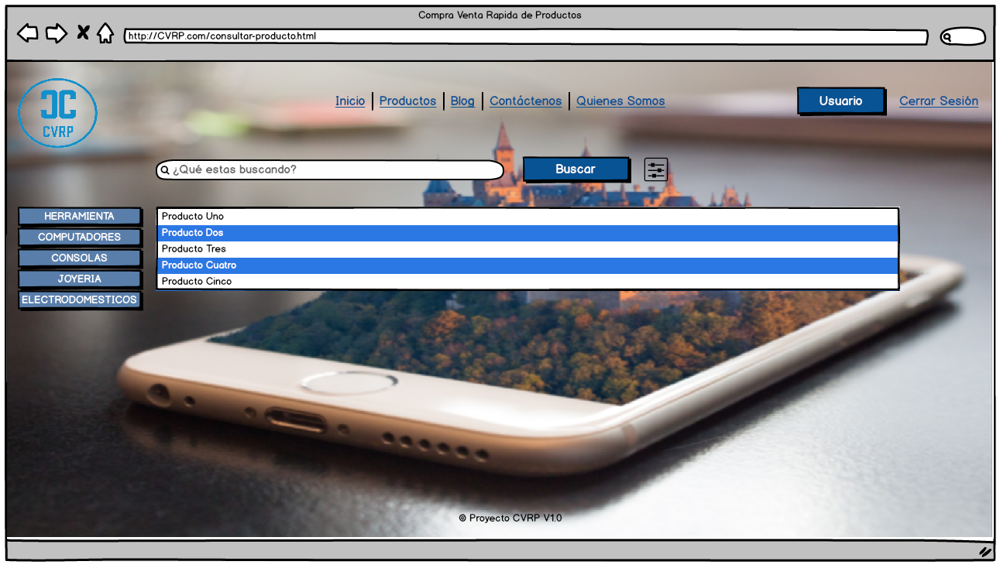 Compra Venta Rapida de Productos
http://CVRP.com/consultar-producto.html
CVRP
Inicio Productos Blog Contáctenos Quienes Somos
Usuario Cerrar Sesión
¿Qué estas buscando? Buscar
HERRAMIENTA
COMPUTADORES
CONSOLAS
JOYERIA
ELECTRODOMESTICOS
Producto Uno
Producto Dos
Producto Tres
Producto Cuatro
Producto Cinco
© Proyecto CVRP V1.0